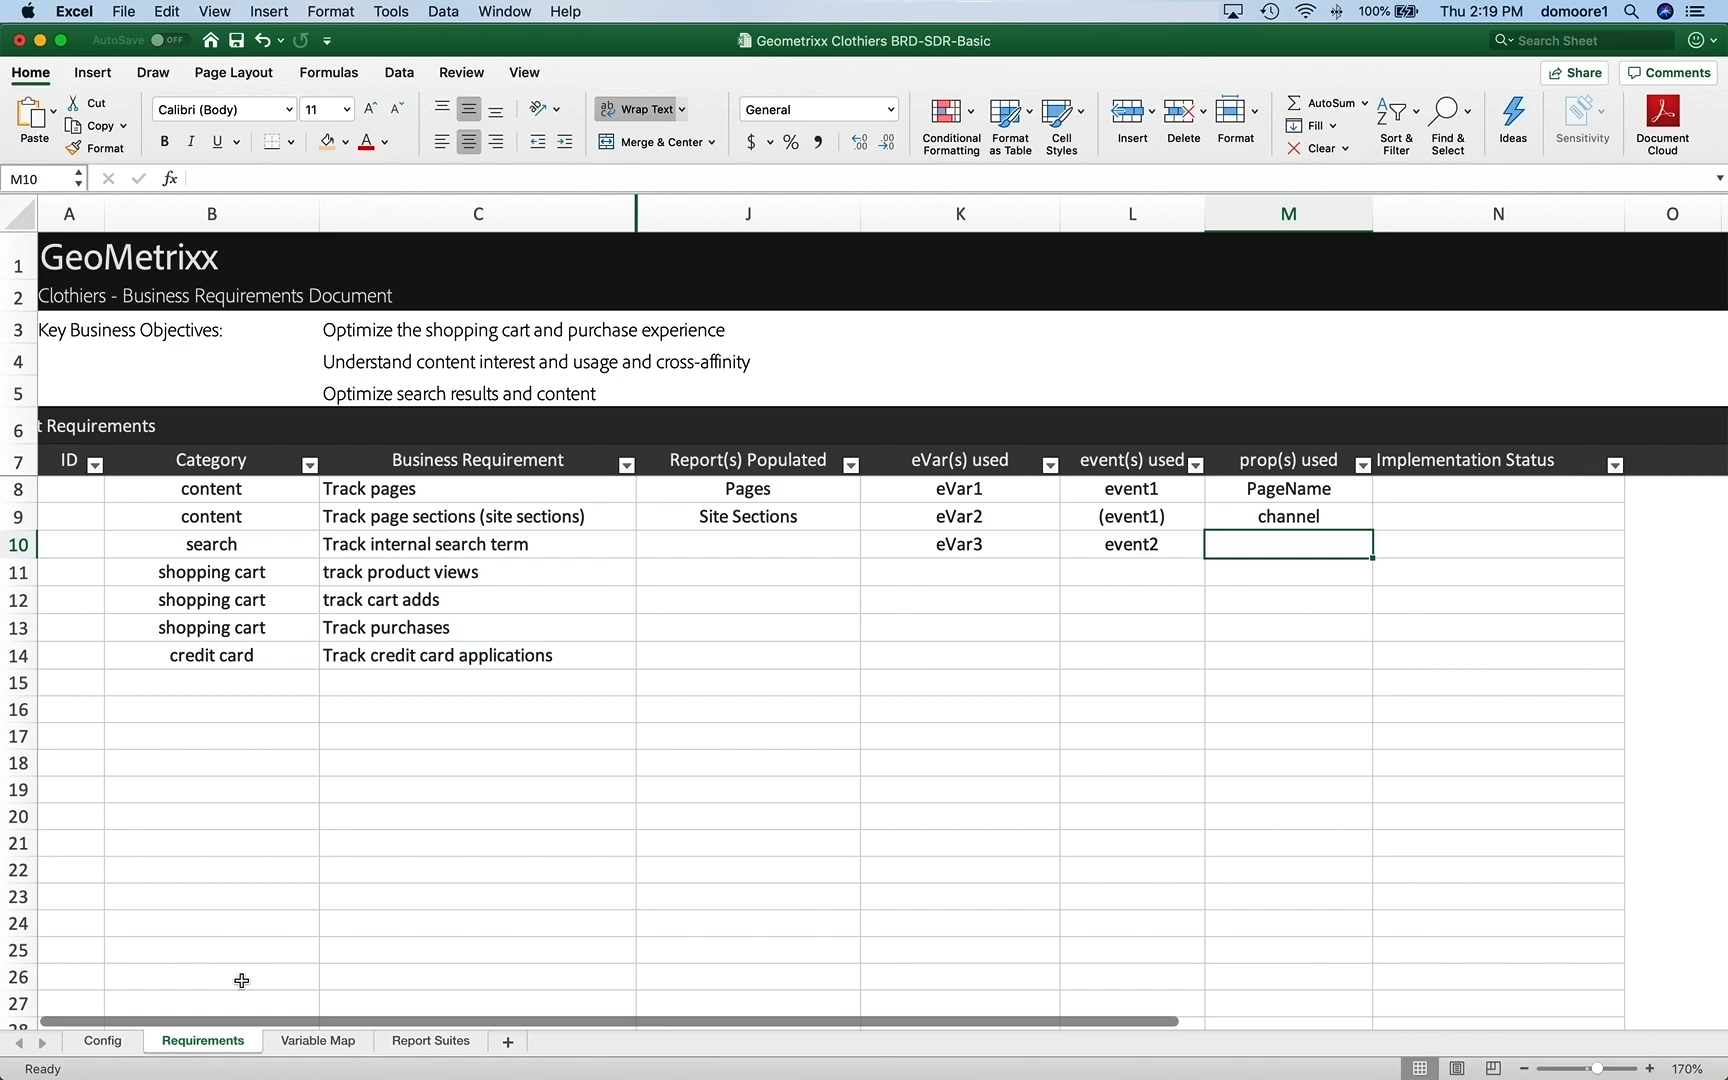 Excel File Edit View Insert Format Tools Data Window Help 100% Thu 2:19 PM domoore1
AutoSave OFF Geometrixx Clothiers BRD-SDR-Basic Search Sheet
Home Insert Draw Page Layout Formulas Data Review View Share Comments
Paste Cut Copy Format
Calibri (Body) 11
B I U A
ab Wrap Text
Merge & Center
General
$ % 9 .00 .00
Conditional Formatting
Format as Table
Cell Styles
Insert Delete Format
AutoSum
Fill
Clear
Sort & Filter
Find & Select
Ideas
Sensitivity
Document Cloud
M10 fx
A B C J K L M N O
1 GeoMetrixx
2 Clothiers - Business Requirements Document
3 Key Business Objectives: Optimize the shopping cart and purchase experience
4 Understand content interest and usage and cross-affinity
5 Optimize search results and content
6 t Requirements
7 ID Category Business Requirement Report(s) Populated eVar(s) used event(s) used prop(s) used Implementation Status
8 content Track pages Pages eVar1 event1 PageName
9 content Track page sections (site sections) Site Sections eVar2 (event1) channel
10 search Track internal search term eVar3 event2
11 shopping cart track product views
12 shopping cart track cart adds
13 shopping cart Track purchases
14 credit card Track credit card applications
15
16
17
18
19
20
21
22
23
24
25
26
27
28
Config Requirements Variable Map Report Suites +
Ready 170%